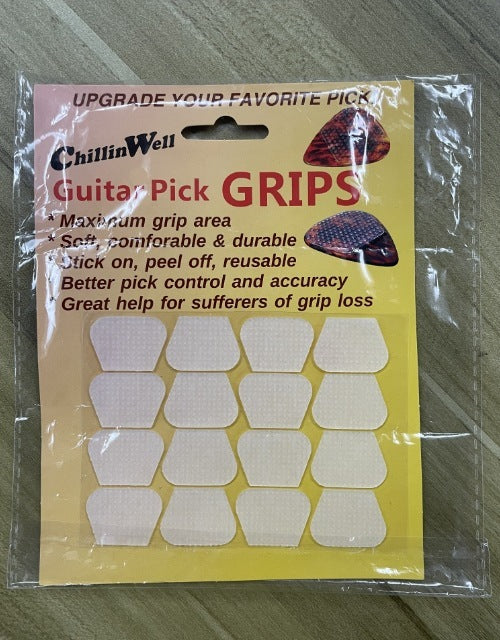 UPGRADE YOUR FAVORITE PICK
ChillinWell
Guitar Pick GRIPS
* Maximum grip area
* Soft, comforable & durable
* Stick on, peel off, reusable
Better pick control and accuracy
* Great help for sufferers of grip loss